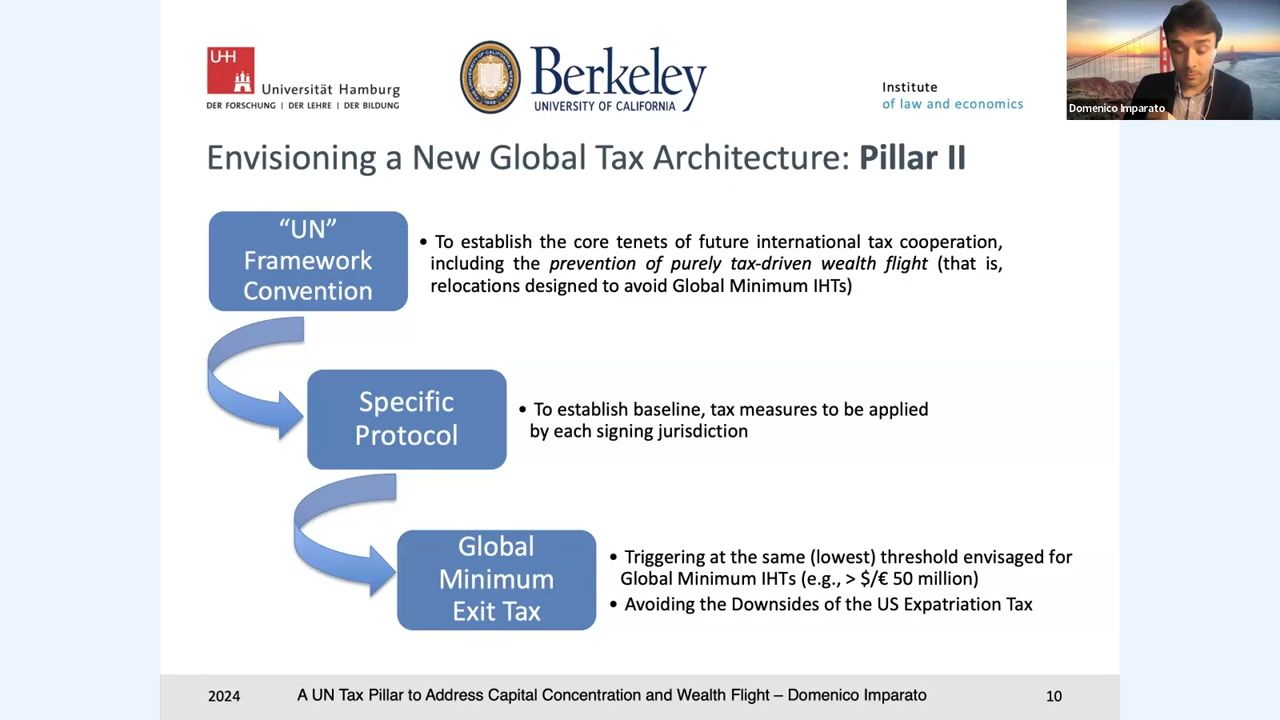 UHH
Universität Hamburg
DER FORSCHUNG | DER LEHRE | DER BILDUNG
Berkeley
UNIVERSITY OF CALIFORNIA
Institute
of law and economics
Domenico Imparato
Envisioning a New Global Tax Architecture: Pillar II
“UN”
Framework
Convention
• To establish the core tenets of future international tax cooperation,
including the prevention of purely tax-driven wealth flight (that is,
relocations designed to avoid Global Minimum IHTs)
Specific
Protocol
• To establish baseline, tax measures to be applied
by each signing jurisdiction
Global
Minimum
Exit Tax
• Triggering at the same (lowest) threshold envisaged for
Global Minimum IHTs (e.g., > $/€ 50 million)
• Avoiding the Downsides of the US Expatriation Tax
2024
A UN Tax Pillar to Address Capital Concentration and Wealth Flight – Domenico Imparato
10